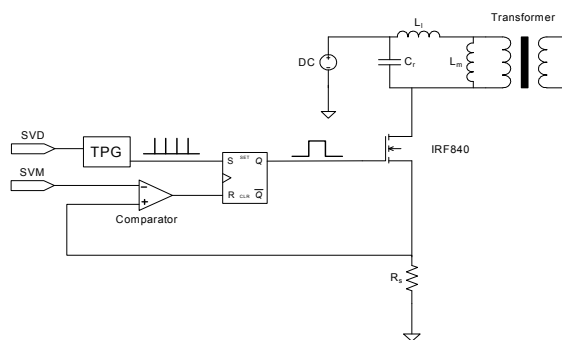 Transformer
Ll
DC
Cr
Lm
SVD
TPG
SVM
S SET Q
R CLR Q
IRF840
Comparator
Rs